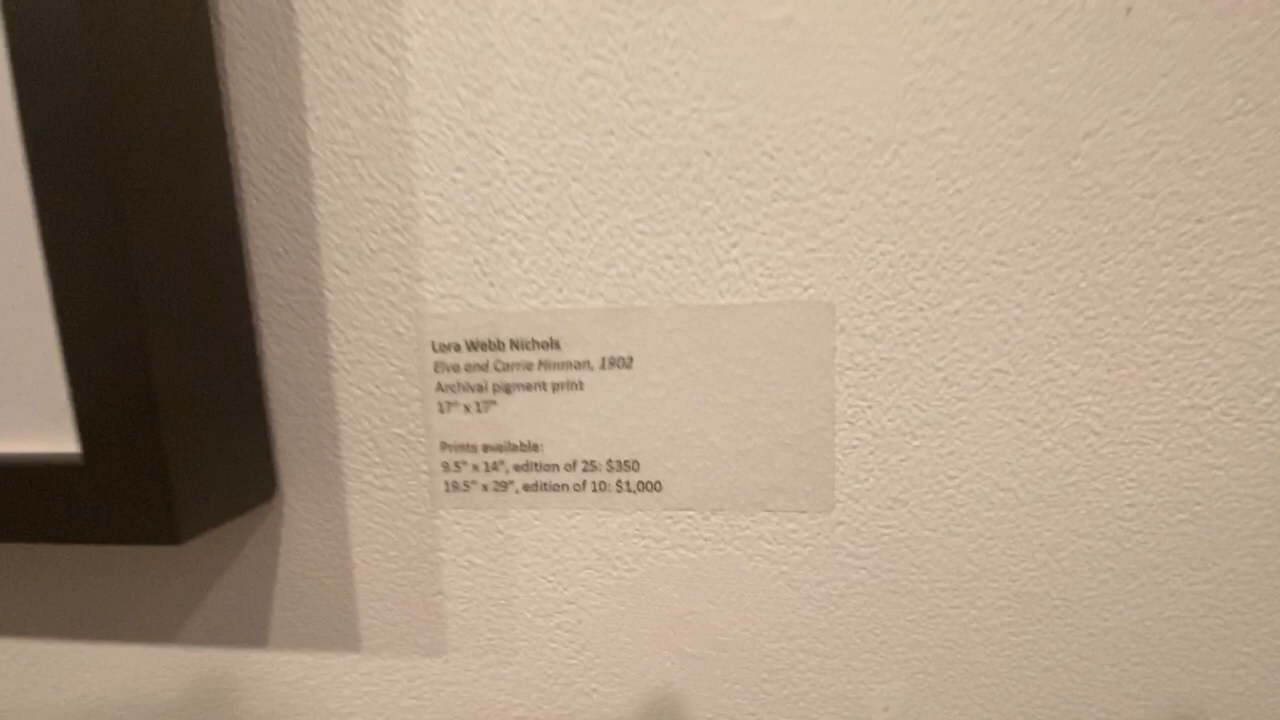 Lora Webb Nichols
Elva and Carrie Hinman, 1902
Archival pigment print
17" x 17"
Prints available:
9.5" x 14", edition of 25: $350
19.5" x 29", edition of 10: $1,000